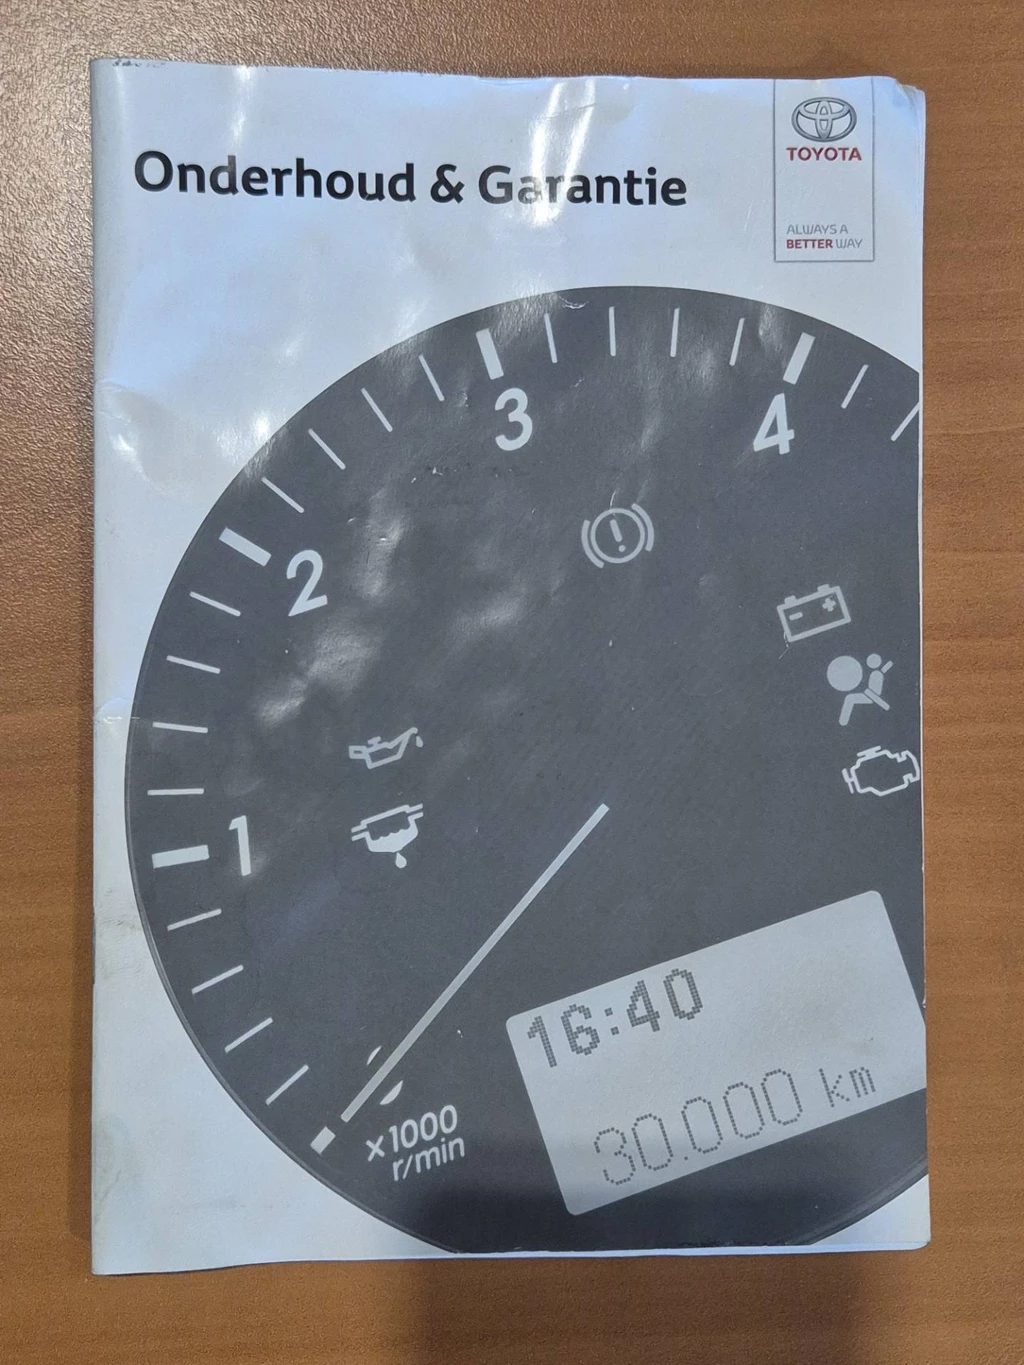 Onderhoud & Garantie
TOYOTA
ALWAYS A
BETTER WAY
3
4
2
1
16:40
30.000 km
x1000
r/min